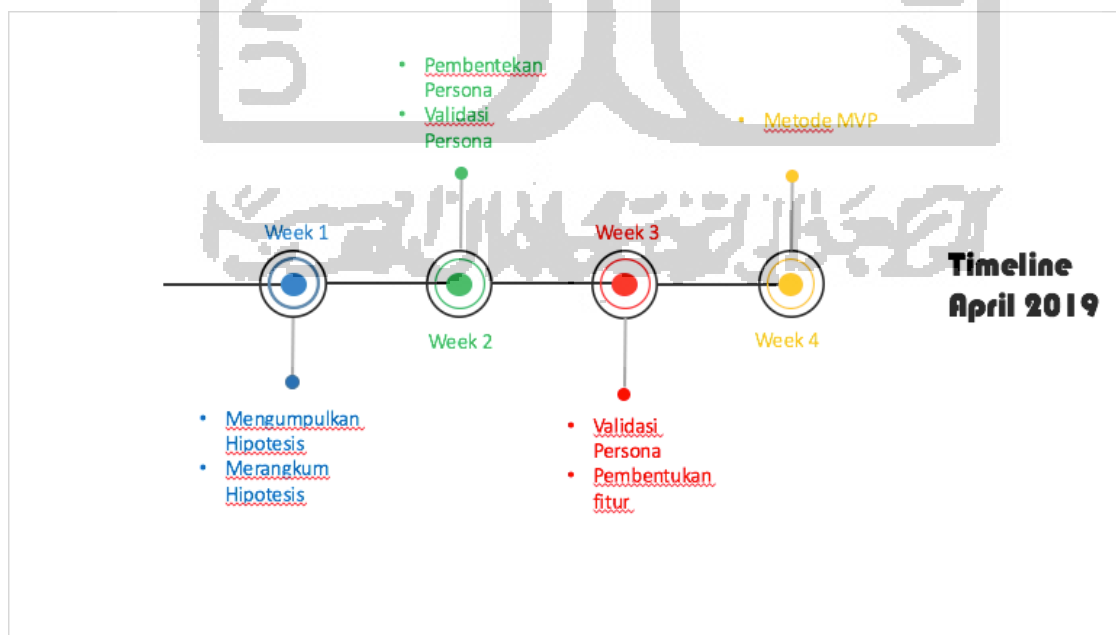 • Pembentekan
Persona
• Validasi
Persona
• Metode MVP
Week 1
Week 3
Timeline
April 2019
Week 2
Week 4
• Mengumpulkan
Hipotesis
• Merangkum
Hipotesis
• Validasi
Persona
• Pembentukan
fitur